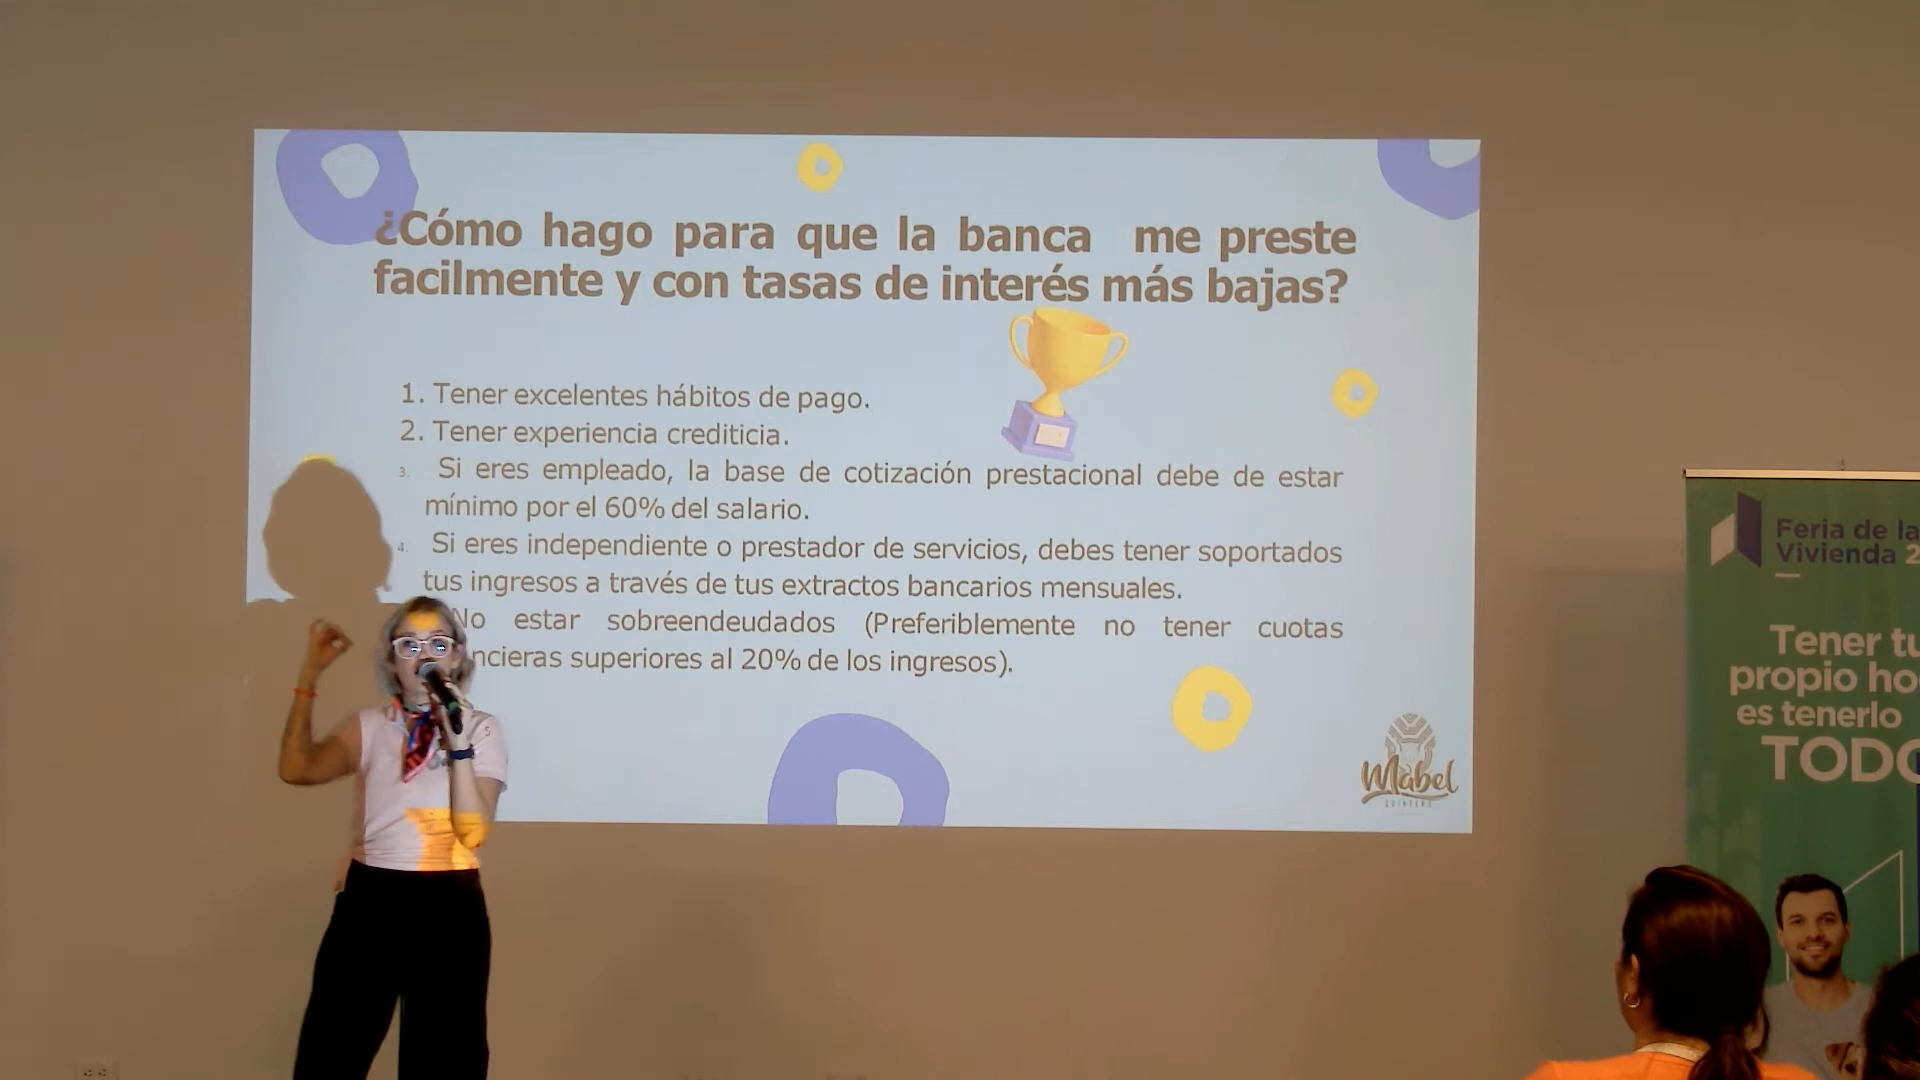 ¿Cómo hago para que la banca me preste
facilmente y con tasas de interés más bajas?
1. Tener excelentes hábitos de pago.
2. Tener experiencia crediticia.
3. Si eres empleado, la base de cotización prestacional debe de estar
mínimo por el 60% del salario.
4. Si eres independiente o prestador de servicios, debes tener soportados
tus ingresos a través de tus extractos bancarios mensuales.
No estar sobreendeudados (Preferiblemente no tener cuotas
ncieras superiores al 20% de los ingresos).
Mabel
QUINTERO
Feria de la
Vivienda 2
Tener tu
propio ho
es tenerlo
TODO